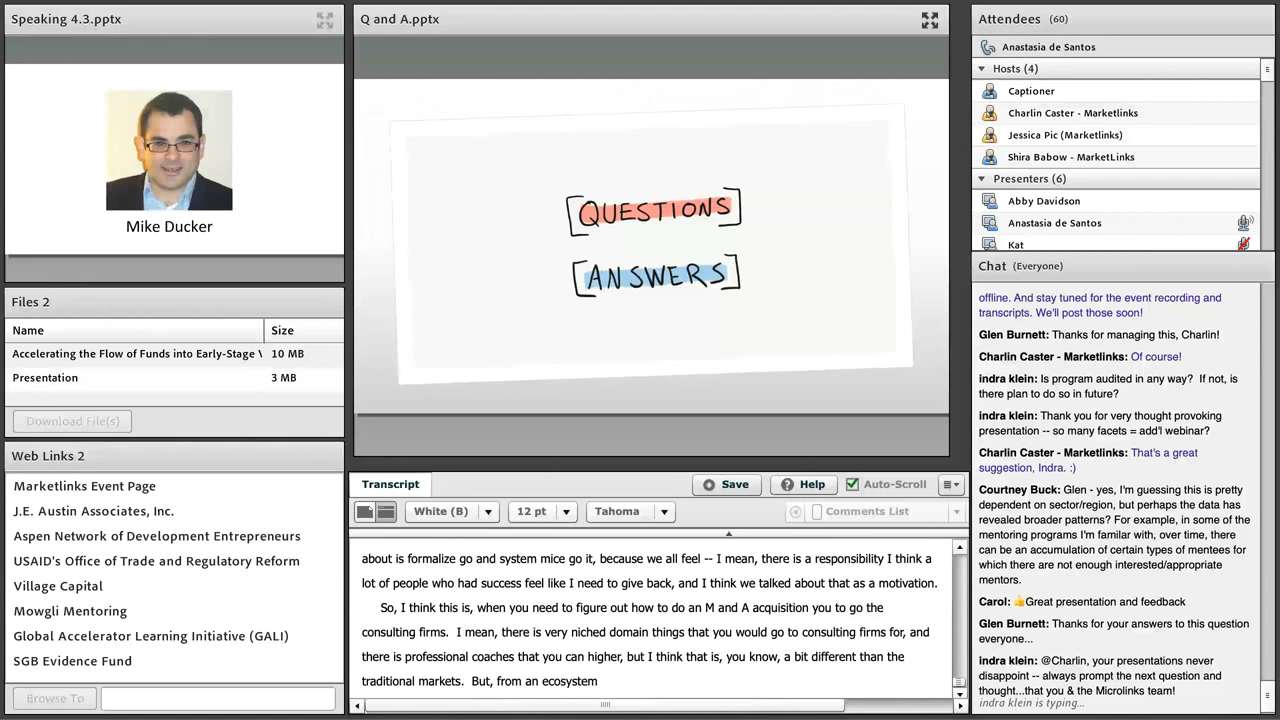 Speaking 4.3.pptx
Mike Ducker
Files 2
Name Size
Accelerating the Flow of Funds into Early-Stage 10 MB
Presentation 3 MB
Download File(s)
Web Links 2
Marketlinks Event Page
J.E. Austin Associates, Inc.
Aspen Network of Development Entrepreneurs
USAID's Office of Trade and Regulatory Reform
Village Capital
Mowgli Mentoring
Global Accelerator Learning Initiative (GALI)
SGB Evidence Fund
Browse To
Q and A.pptx
[QUESTIONS]
[ANSWERS]
Transcript Save Help Auto-Scroll
White (B) 12 pt Tahoma Comments List
about is formalize go and system mice go it, because we all feel -- I mean, there is a responsibility I think a
lot of people who had success feel like I need to give back, and I think we talked about that as a motivation.
So, I think this is, when you need to figure out how to do an M and A acquisition you to go the
consulting firms. I mean, there is very niched domain things that you would go to consulting firms for, and
there is professional coaches that you can higher, but I think that is, you know, a bit different than the
traditional markets. But, from an ecosystem
Attendees (60)
Anastasia de Santos
Hosts (4)
Captioner
Charlin Caster - Marketlinks
Jessica Pic (Marketlinks)
Shira Babow - MarketLinks
Presenters (6)
Abby Davidson
Anastasia de Santos
Kat
Chat (Everyone)
offline. And stay tuned for the event recording and
transcripts. We'll post those soon!
Glen Burnett: Thanks for managing this, Charlin!
Charlin Caster - Marketlinks: Of course!
indra klein: Is program audited in any way? If not, is
there plan to do so in future?
indra klein: Thank you for very thought provoking
presentation -- so many facets = add'l webinar?
Charlin Caster - Marketlinks: That's a great
suggestion, Indra. :)
Courtney Buck: Glen - yes, I'm guessing this is pretty
dependent on sector/region, but perhaps the data has
revealed broader patterns? For example, in some of the
mentoring programs I'm familiar with, over time, there
can be an accumulation of certain types of mentees for
which there are not enough interested/appropriate
mentors.
Carol: 👍Great presentation and feedback
Glen Burnett: Thanks for your answers to this question
everyone...
indra klein: @Charlin, your presentations never
disappoint -- always prompt the next question and
thought...that you & the Microlinks team!
indra klein is typing...